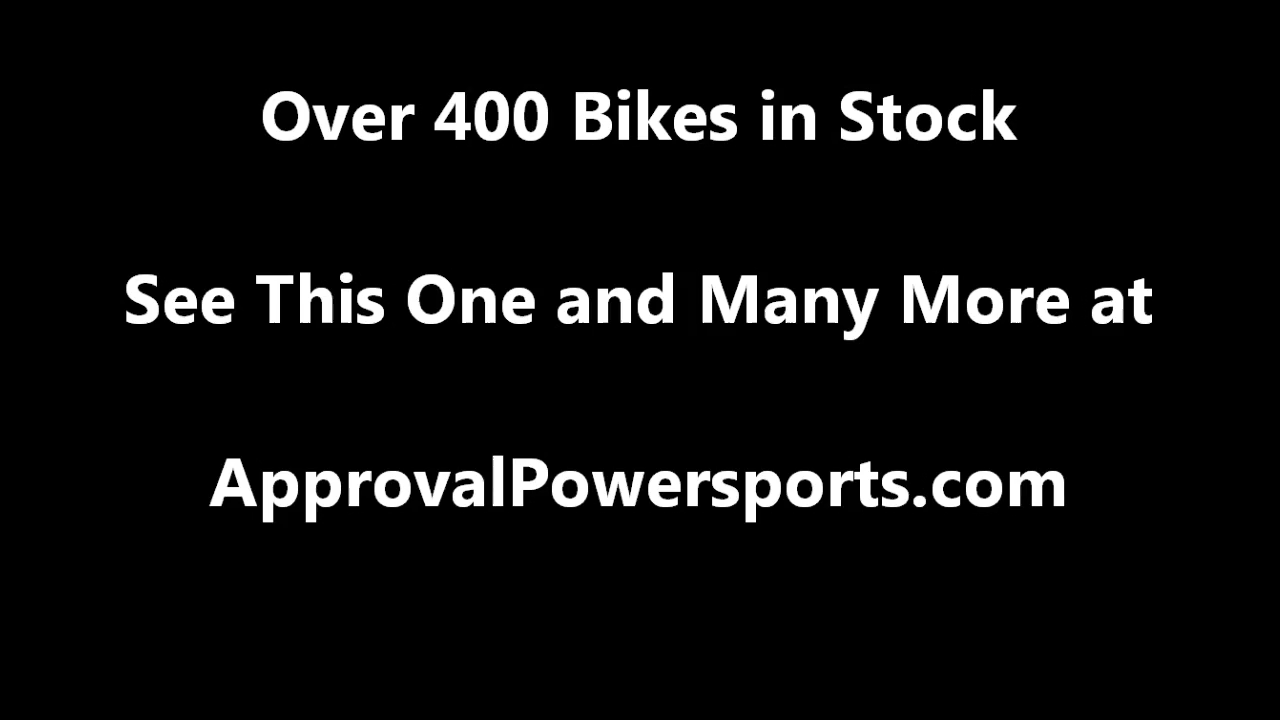 Over 400 Bikes in Stock
See This One and Many More at
ApprovalPowersports.com